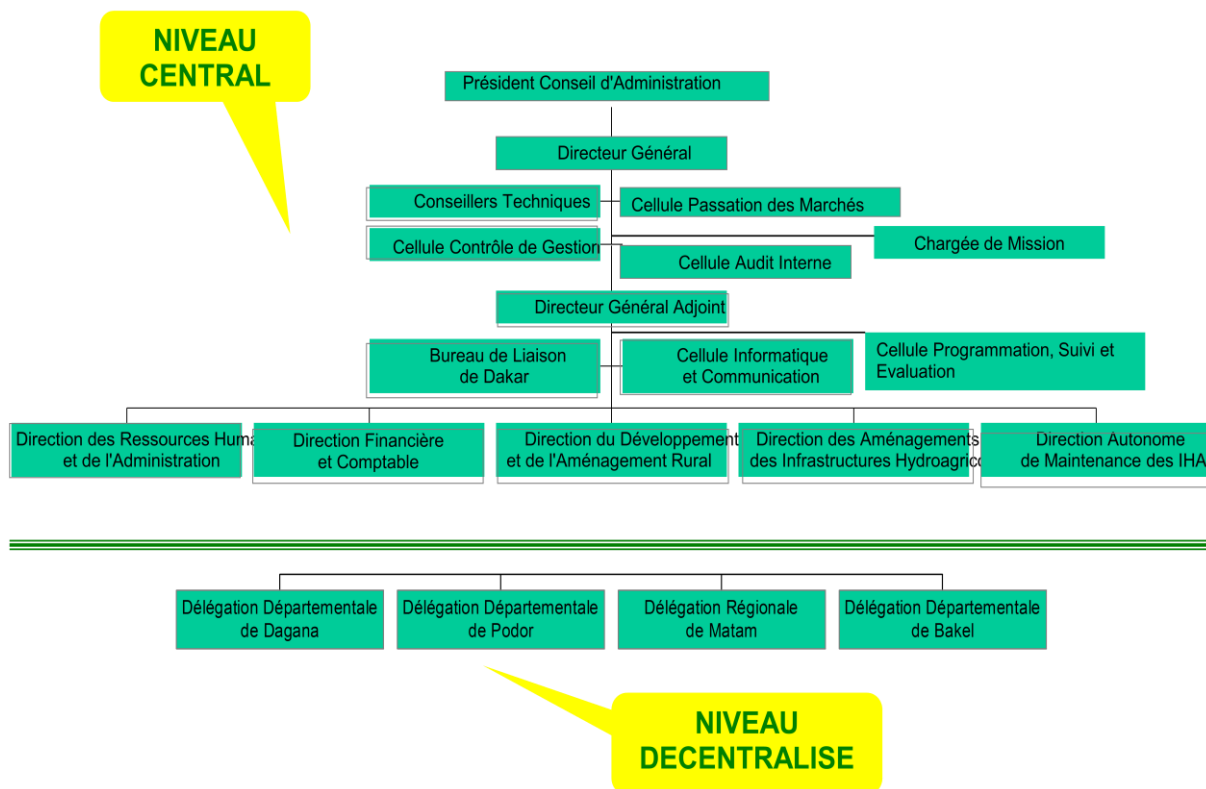 NIVEAU
CENTRAL
Président Conseil d'Administration
Directeur Général
Conseillers Techniques
Cellule Passation des Marchés
Cellule Contrôle de Gestion
Chargée de Mission
Cellule Audit Interne
Directeur Général Adjoint
Bureau de Liaison
de Dakar
Cellule Informatique
et Communication
Cellule Programmation, Suivi et
Evaluation
Direction des Ressources Huma
et de l'Administration
Direction Financière
et Comptable
Direction du Développement
et de l'Aménagement Rural
Direction des Aménagements
des Infrastructures Hydroagrico
Direction Autonome
de Maintenance des IHA
Délégation Départementale
de Dagana
Délégation Départementale
de Podor
Délégation Régionale
de Matam
Délégation Départementale
de Bakel
NIVEAU
DECENTRALISE